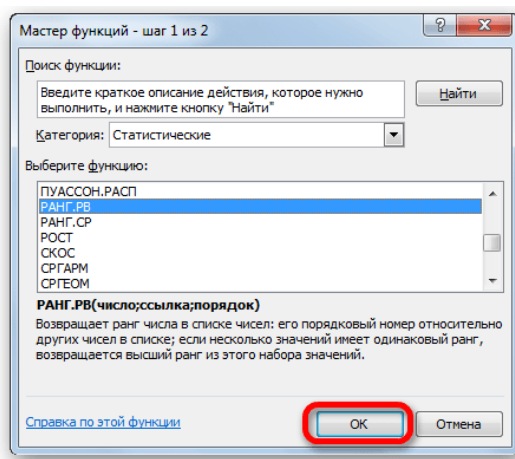 Мастер функций - шаг 1 из 2
?
X
Поиск функции:
Введите краткое описание действия, которое нужно
выполнить, и нажмите кнопку "Найти"
Найти
Категория: Статистические
Выберите функцию:
ПУАССОН.РАСП
РАНГ.РВ
РАНГ.СР
РОСТ
СКОС
СРГАРМ
СРГЕОМ
РАНГ.РВ(число;ссылка;порядок)
Возвращает ранг числа в списке чисел: его порядковый номер относительно
других чисел в списке; если несколько значений имеет одинаковый ранг,
возвращается высший ранг из этого набора значений.
Справка по этой функции
ОК
Отмена